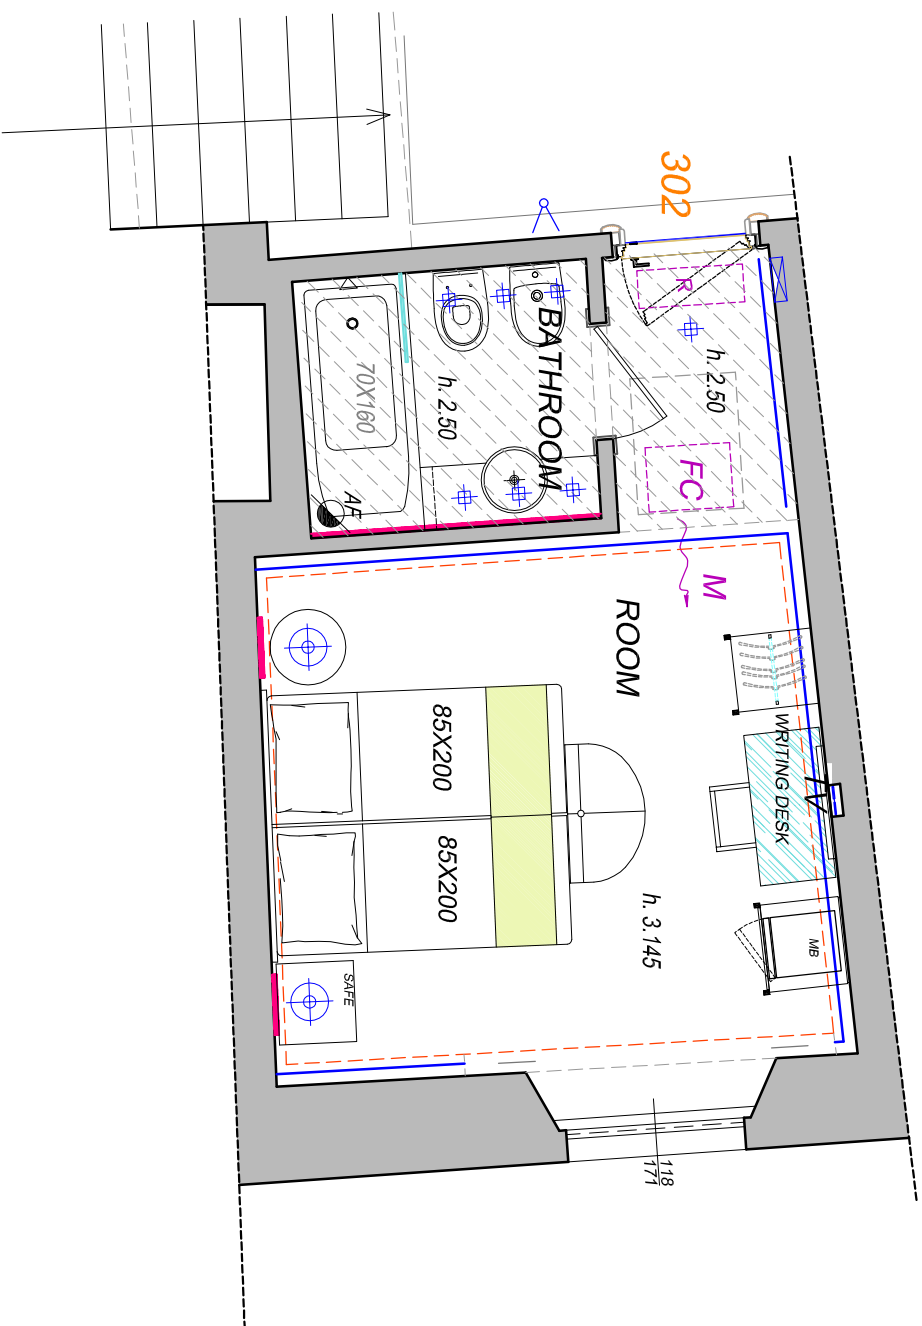 302
R
h. 2.50
BATHROOM
h. 2.50
70X160
FC
AF
M
ROOM
85X200
WRITING DESK
TV
85X200
h. 3.145
MB
SAFE
118
171